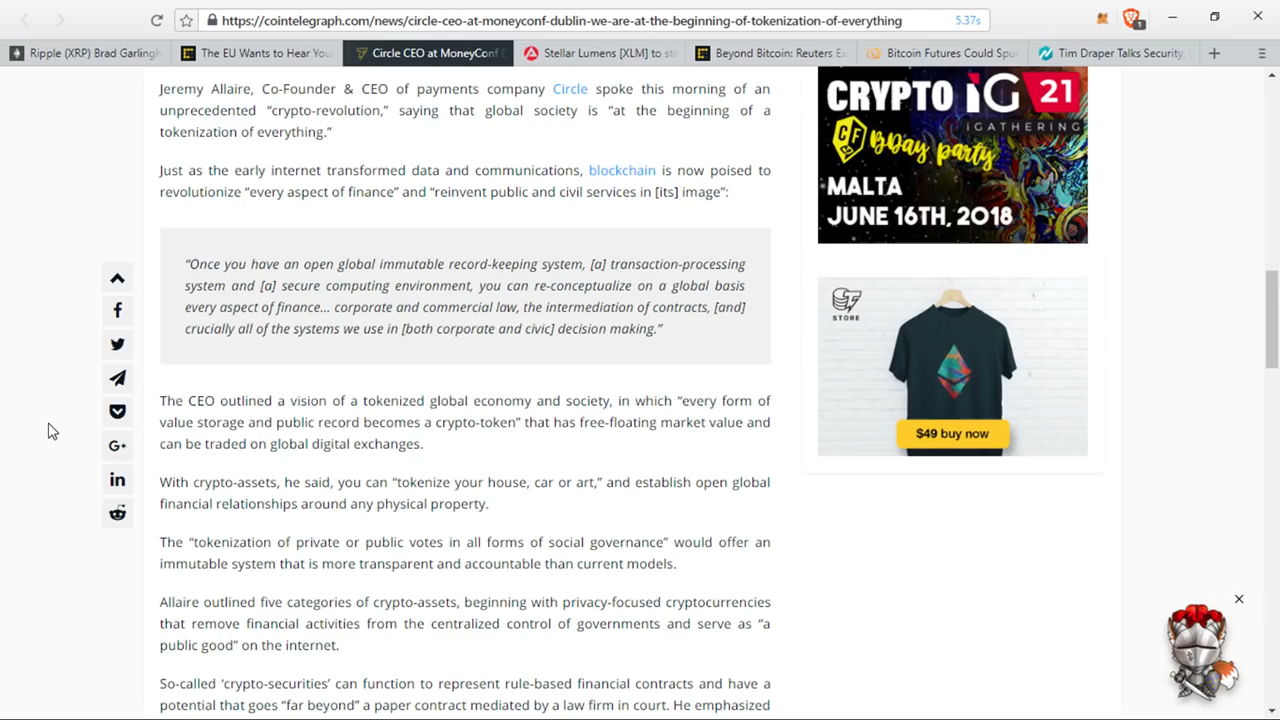 https://cointelegraph.com/news/circle-ceo-at-moneyconf-dublin-we-are-at-the-beginning-of-tokenization-of-everything
5.37s
1
Ripple (XRP) Brad Garlingh
The EU Wants to Hear You
Circle CEO at MoneyConf D
Stellar Lumens [XLM] to ste
Beyond Bitcoin: Reuters Ex
Bitcoin Futures Could Spu
Tim Draper Talks Security,
Jeremy Allaire, Co-Founder & CEO of payments company Circle spoke this morning of an
unprecedented “crypto-revolution,” saying that global society is “at the beginning of a
tokenization of everything.”
Just as the early internet transformed data and communications, blockchain is now poised to
revolutionize “every aspect of finance” and “reinvent public and civil services in [its] image”:
“Once you have an open global immutable record-keeping system, [a] transaction-processing
system and [a] secure computing environment, you can re-conceptualize on a global basis
every aspect of finance… corporate and commercial law, the intermediation of contracts, [and]
crucially all of the systems we use in [both corporate and civic] decision making.”
The CEO outlined a vision of a tokenized global economy and society, in which “every form of
value storage and public record becomes a crypto-token” that has free-floating market value and
can be traded on global digital exchanges.
With crypto-assets, he said, you can “tokenize your house, car or art,” and establish open global
financial relationships around any physical property.
The “tokenization of private or public votes in all forms of social governance” would offer an
immutable system that is more transparent and accountable than current models.
Allaire outlined five categories of crypto-assets, beginning with privacy-focused cryptocurrencies
that remove financial activities from the centralized control of governments and serve as “a
public good” on the internet.
So-called ‘crypto-securities’ can function to represent rule-based financial contracts and have a
potential that goes “far beyond” a paper contract mediated by a law firm in court. He emphasized
G+
in
CRYPTO iG 21
iGATHERING
CF
BDay party
MALTA
JUNE 16TH, 2018
STORE
$49 buy now